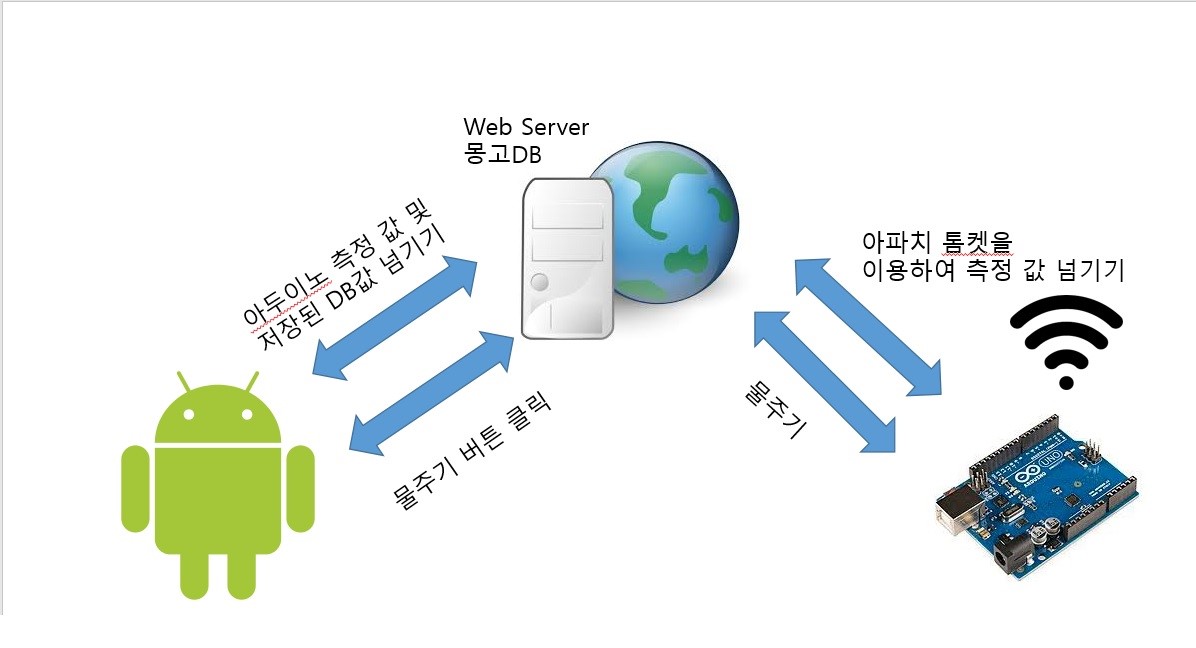 Web Server
몽고DB
아두이노 측정 값 및
저장된 DB값 넘기기
아파치 톰켓을
이용하여 측정 값 넘기기
물주기 버튼 클릭
물주기
UNO
ARDUINO